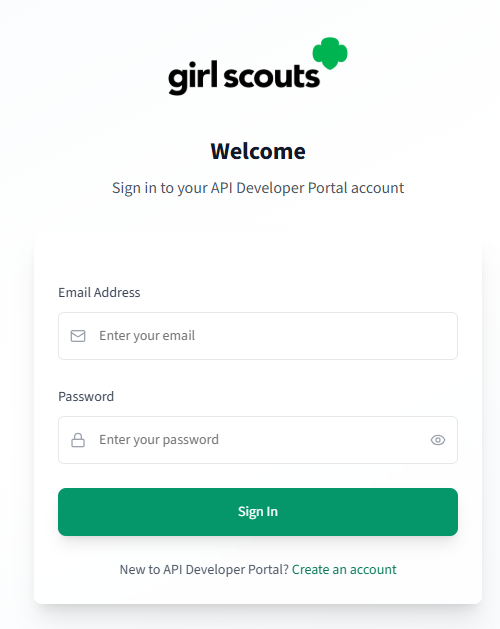 girl scouts
Welcome
Sign in to your API Developer Portal account
Email Address
Enter your email
Password
Enter your password
Sign In
New to API Developer Portal? Create an account